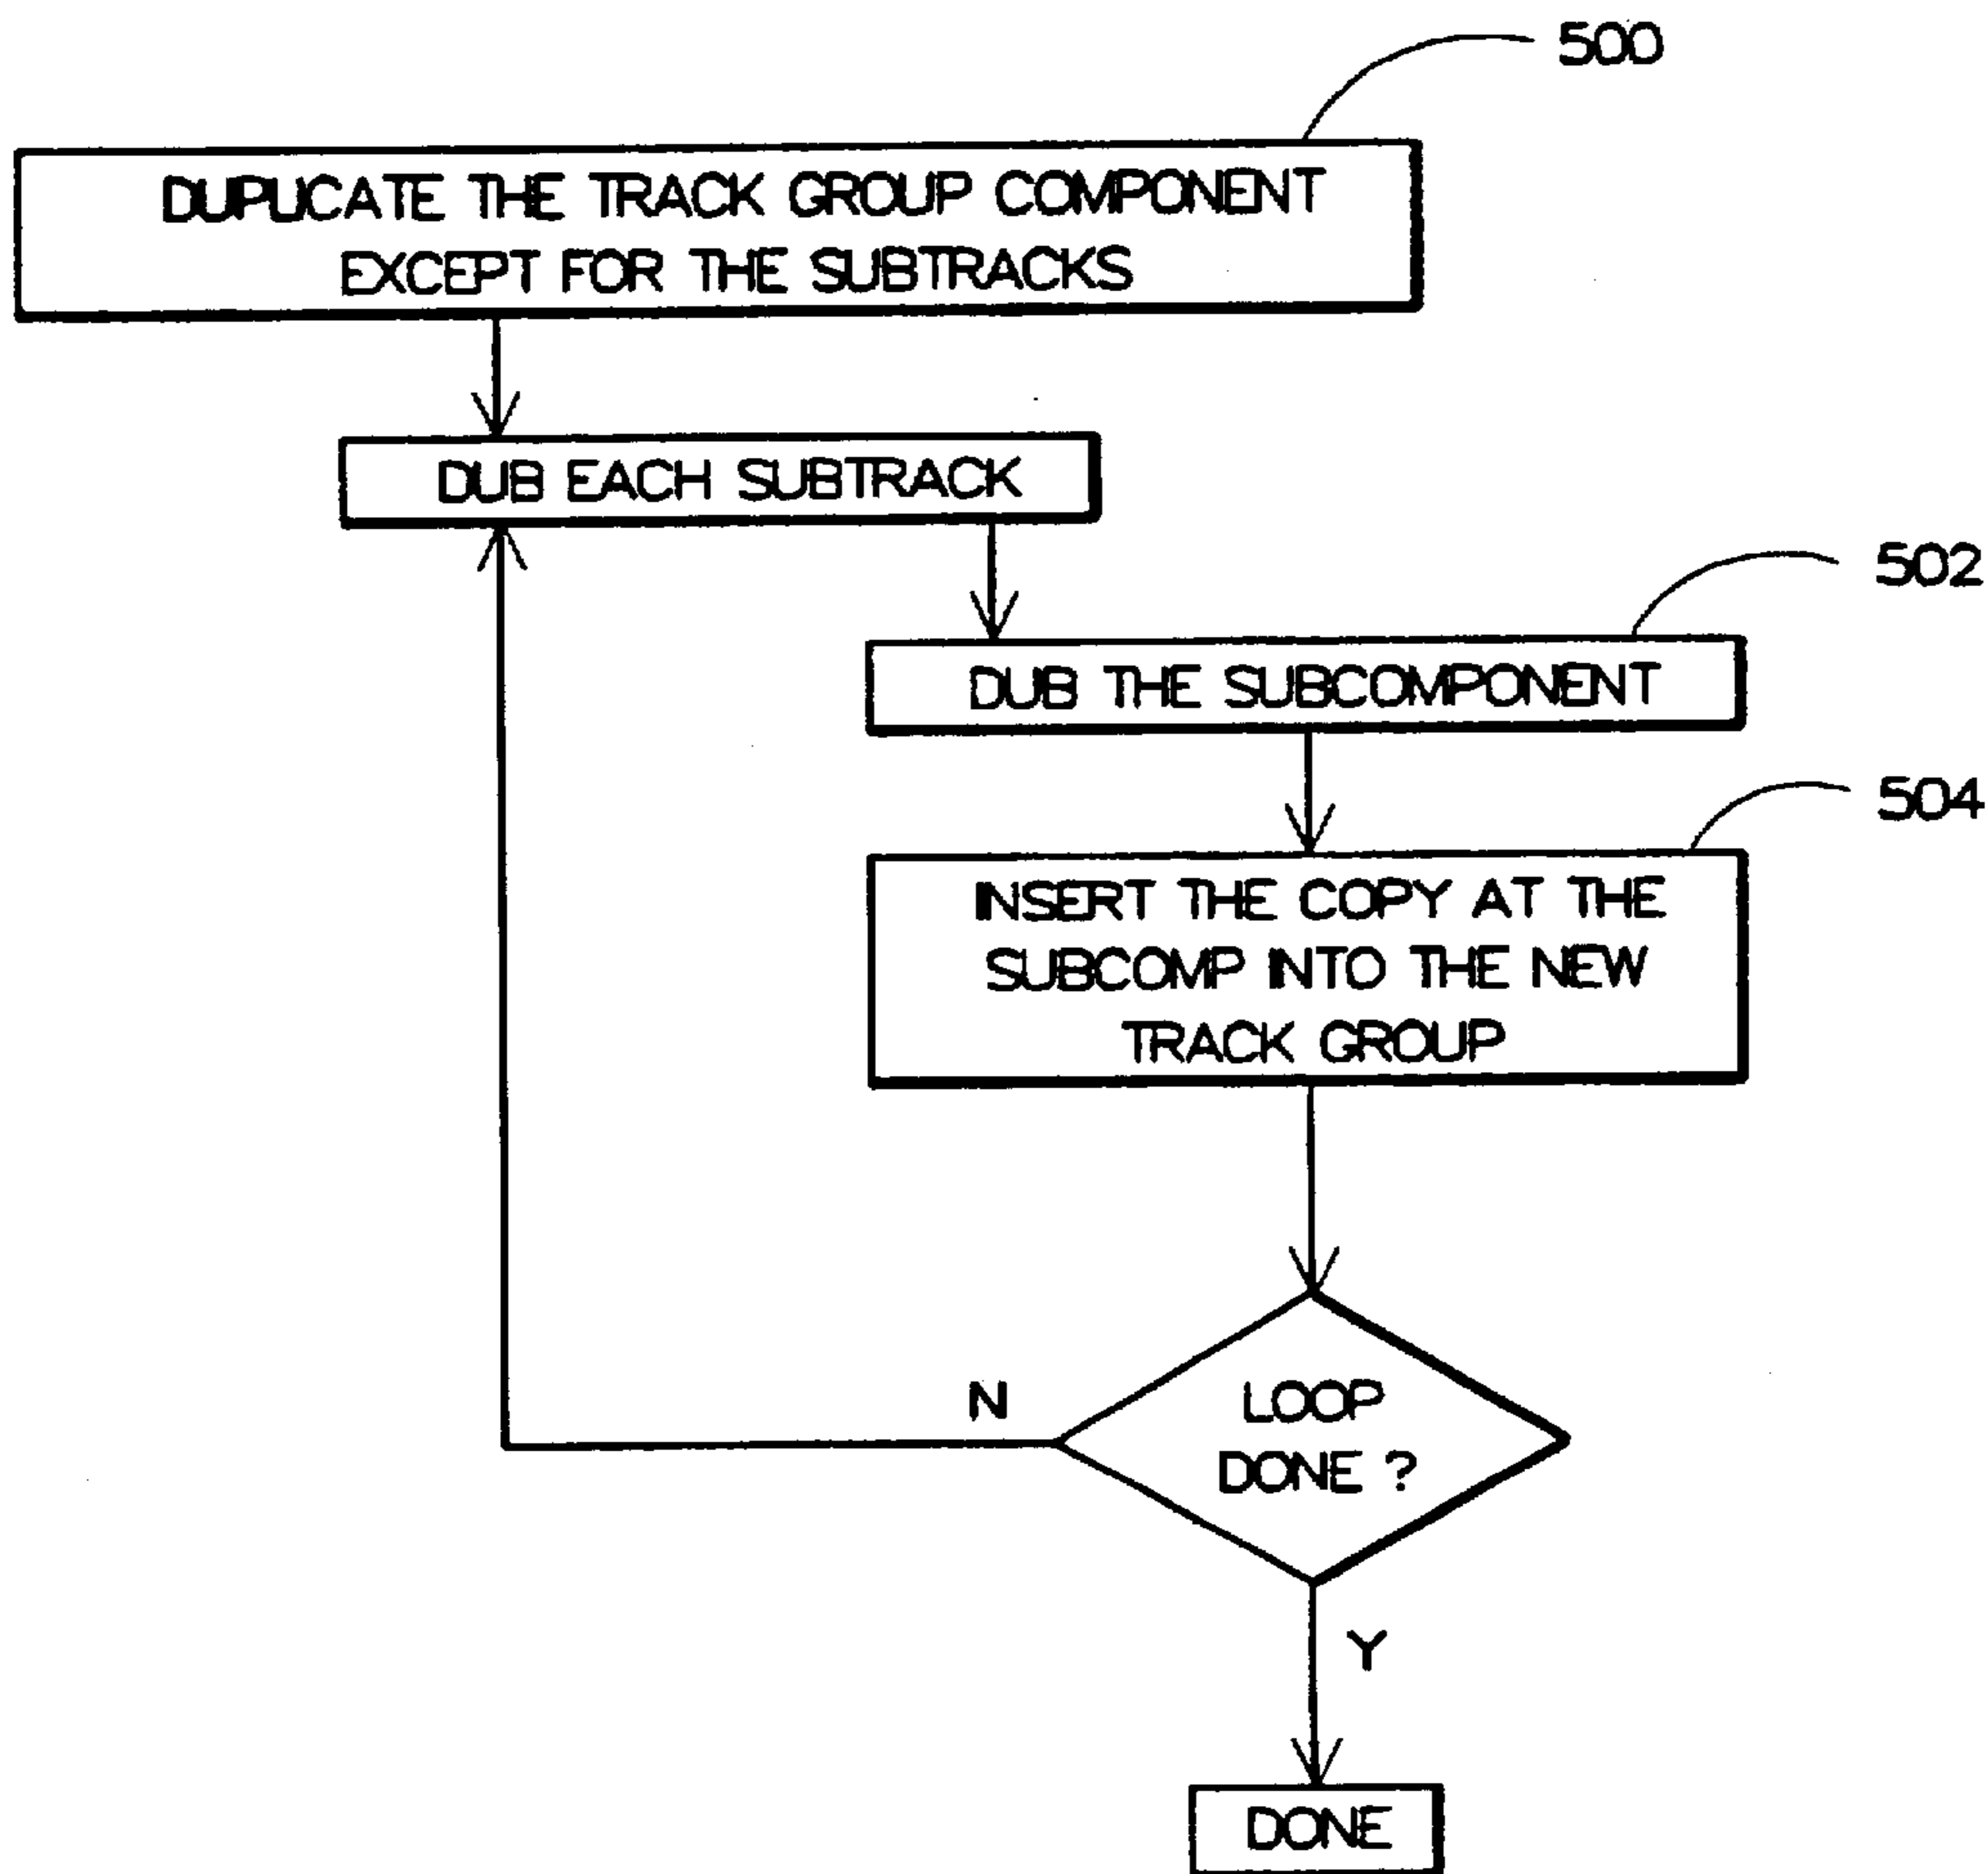 500
DUPLICATE THE TRACK GROUP COMPONENT
EXCEPT FOR THE SUBTRACKS
DUB EACH SUBTRACK
502
DUB THE SUBCOMPONENT
504
INSERT THE COPY AT THE
SUBCOMP INTO THE NEW
TRACK GROUP
N
LOOP
DONE ?
Y
DONE